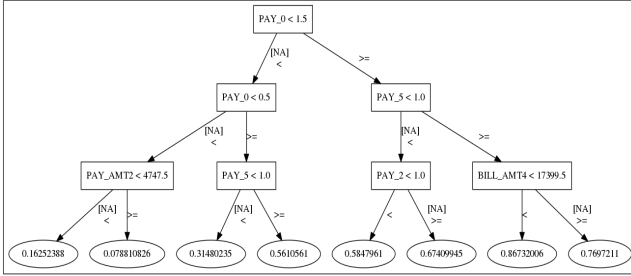 PAY_0 < 1.5
[NA]
<
>=
PAY_0 < 0.5
PAY_5 < 1.0
[NA]
<
>=
[NA]
<
>=
PAY_AMT2 < 4747.5
PAY_5 < 1.0
PAY_2 < 1.0
BILL_AMT4 < 17399.5
[NA]
<
>=
[NA]
<
>=
<
[NA]
>=
<
[NA]
>=
0.16252388
0.078810826
0.31480235
0.5610561
0.5847961
0.67409945
0.86732006
0.7697211